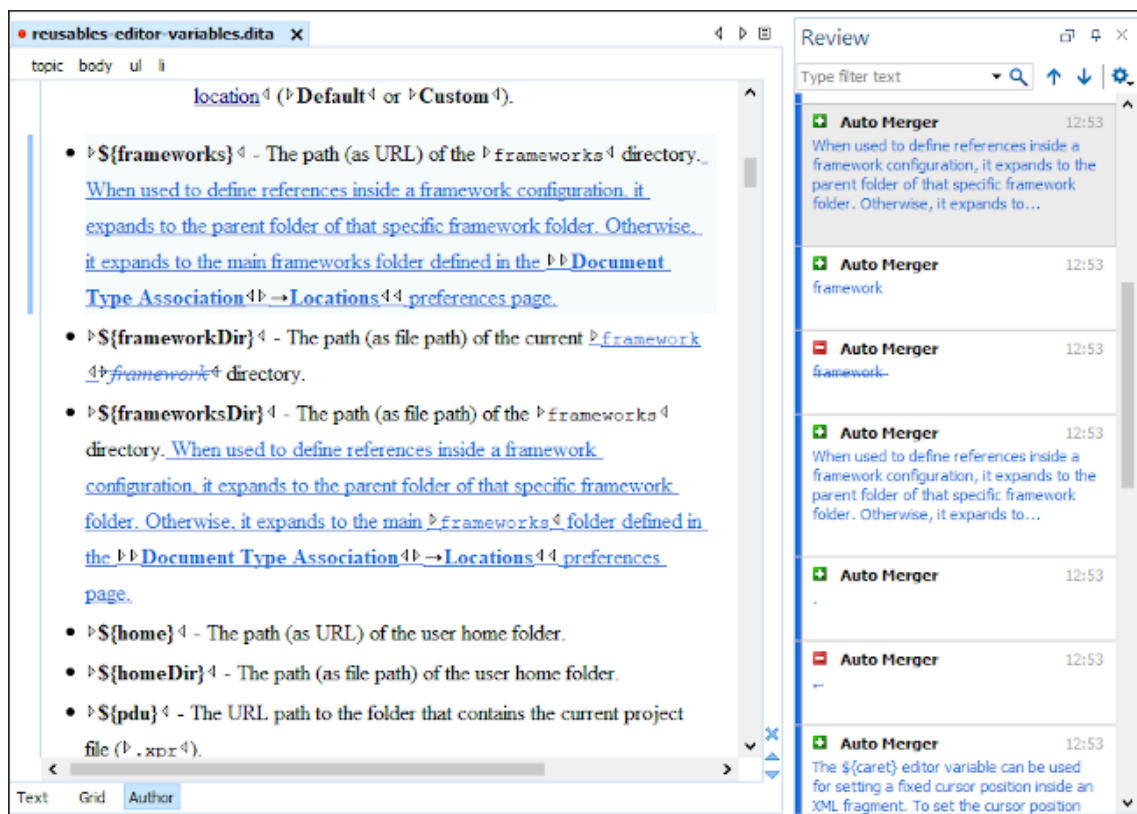 reusables-editor-variables.dita
topic body ul li
location (Default or Custom).
• ${frameworks} - The path (as URL) of the frameworks directory.
When used to define references inside a framework configuration, it
expands to the parent folder of that specific framework folder. Otherwise,
it expands to the main frameworks folder defined in the Document
Type Association→Locations preferences page.
• ${frameworkDir} - The path (as file path) of the current framework
framework directory.
• ${frameworksDir} - The path (as file path) of the frameworks
directory. When used to define references inside a framework
configuration, it expands to the parent folder of that specific framework
folder. Otherwise, it expands to the main frameworks folder defined in
the Document Type Association→Locations preferences
page.
• ${home} - The path (as URL) of the user home folder.
• ${homeDir} - The path (as file path) of the user home folder.
• ${pdu} - The URL path to the folder that contains the current project
file (.xpr).
Text Grid Author
Review
Type filter text
Auto Merger 12:53
When used to define references inside a
framework configuration, it expands to the
parent folder of that specific framework
folder. Otherwise, it expands to...
Auto Merger 12:53
framework
Auto Merger 12:53
framework
Auto Merger 12:53
When used to define references inside a
framework configuration, it expands to the
parent folder of that specific framework
folder. Otherwise, it expands to...
Auto Merger 12:53
.
Auto Merger 12:53
Auto Merger 12:53
The ${caret} editor variable can be used
for setting a fixed cursor position inside an
XML fragment. To set the cursor position